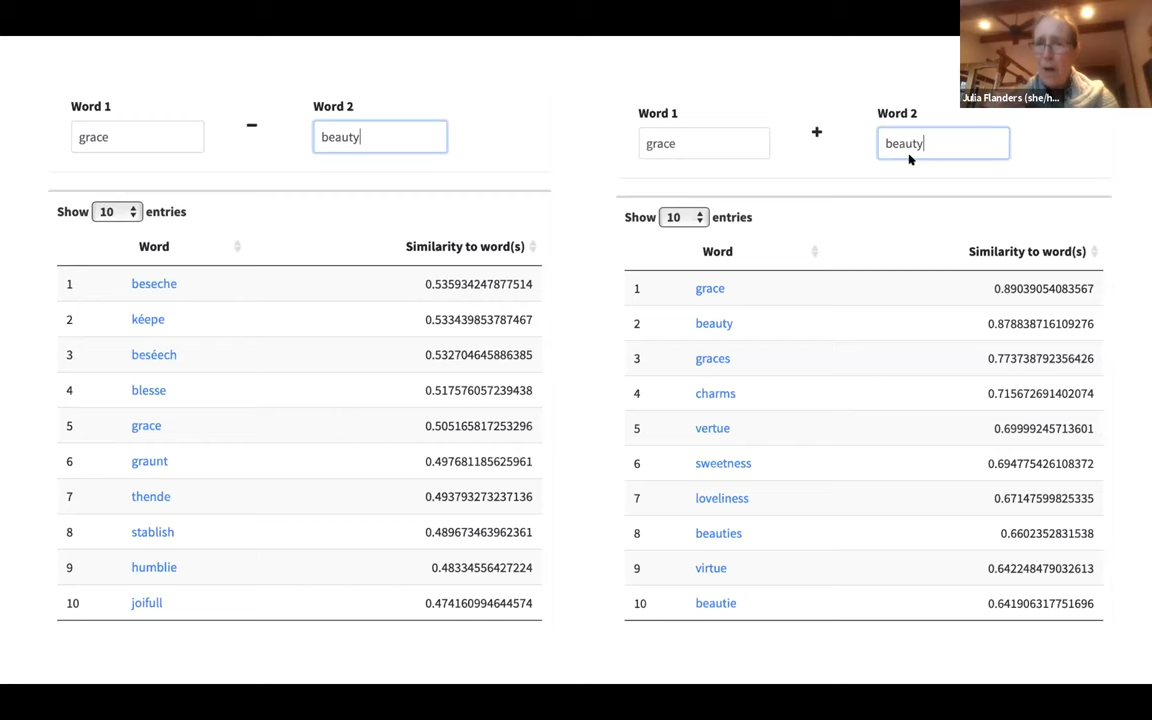 Julia Flanders (she/h...
Word 1
Word 2
grace
−
beauty
Show 10 entries
Word
Similarity to word(s)
1 beseche 0.535934247877514
2 kéepe 0.533439853787467
3 beséech 0.532704645886385
4 blesse 0.517576057239438
5 grace 0.505165817253296
6 graunt 0.497681185625961
7 thende 0.493793273237136
8 stablish 0.489673463962361
9 humblie 0.48334556427224
10 joifull 0.474160994644574
Word 1
Word 2
grace
+
beauty
Show 10 entries
Word
Similarity to word(s)
1 grace 0.89039054083567
2 beauty 0.878838716109276
3 graces 0.773738792356426
4 charms 0.715672691402074
5 vertue 0.69999245713601
6 sweetness 0.694775426108372
7 loveliness 0.67147599825335
8 beauties 0.6602352831538
9 virtue 0.642248479032613
10 beautie 0.641906317751696